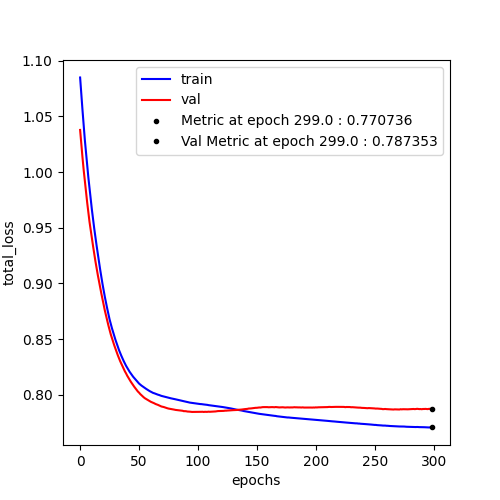 1.10
1.05
1.00
0.95
0.90
0.85
0.80
total_loss
train
val
Metric at epoch 299.0 : 0.770736
Val Metric at epoch 299.0 : 0.787353
0 50 100 150 200 250 300
epochs